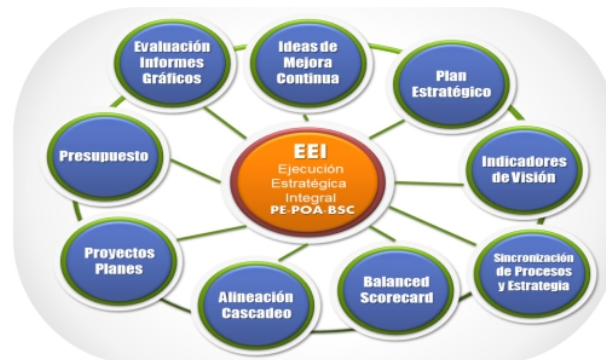 Evaluación
Informes
Gráficos
Ideas de
Mejora
Continua
Plan
Estratégico
Presupuesto
EEI
Ejecución
Estratégica
Integral
PE-POA-BSC
Indicadores
de Visión
Proyectos
Planes
Alineación
Cascadeo
Balanced
Scorecard
Sincronización
de Procesos
y Estrategia